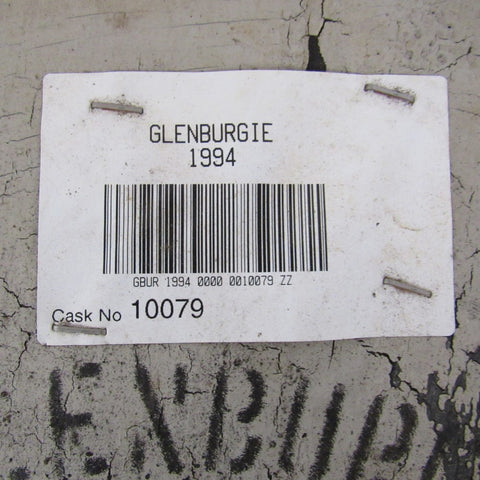 GLENBURGIE
1994
GBUR 1994 0000 0010079 ZZ
Cask No 10079